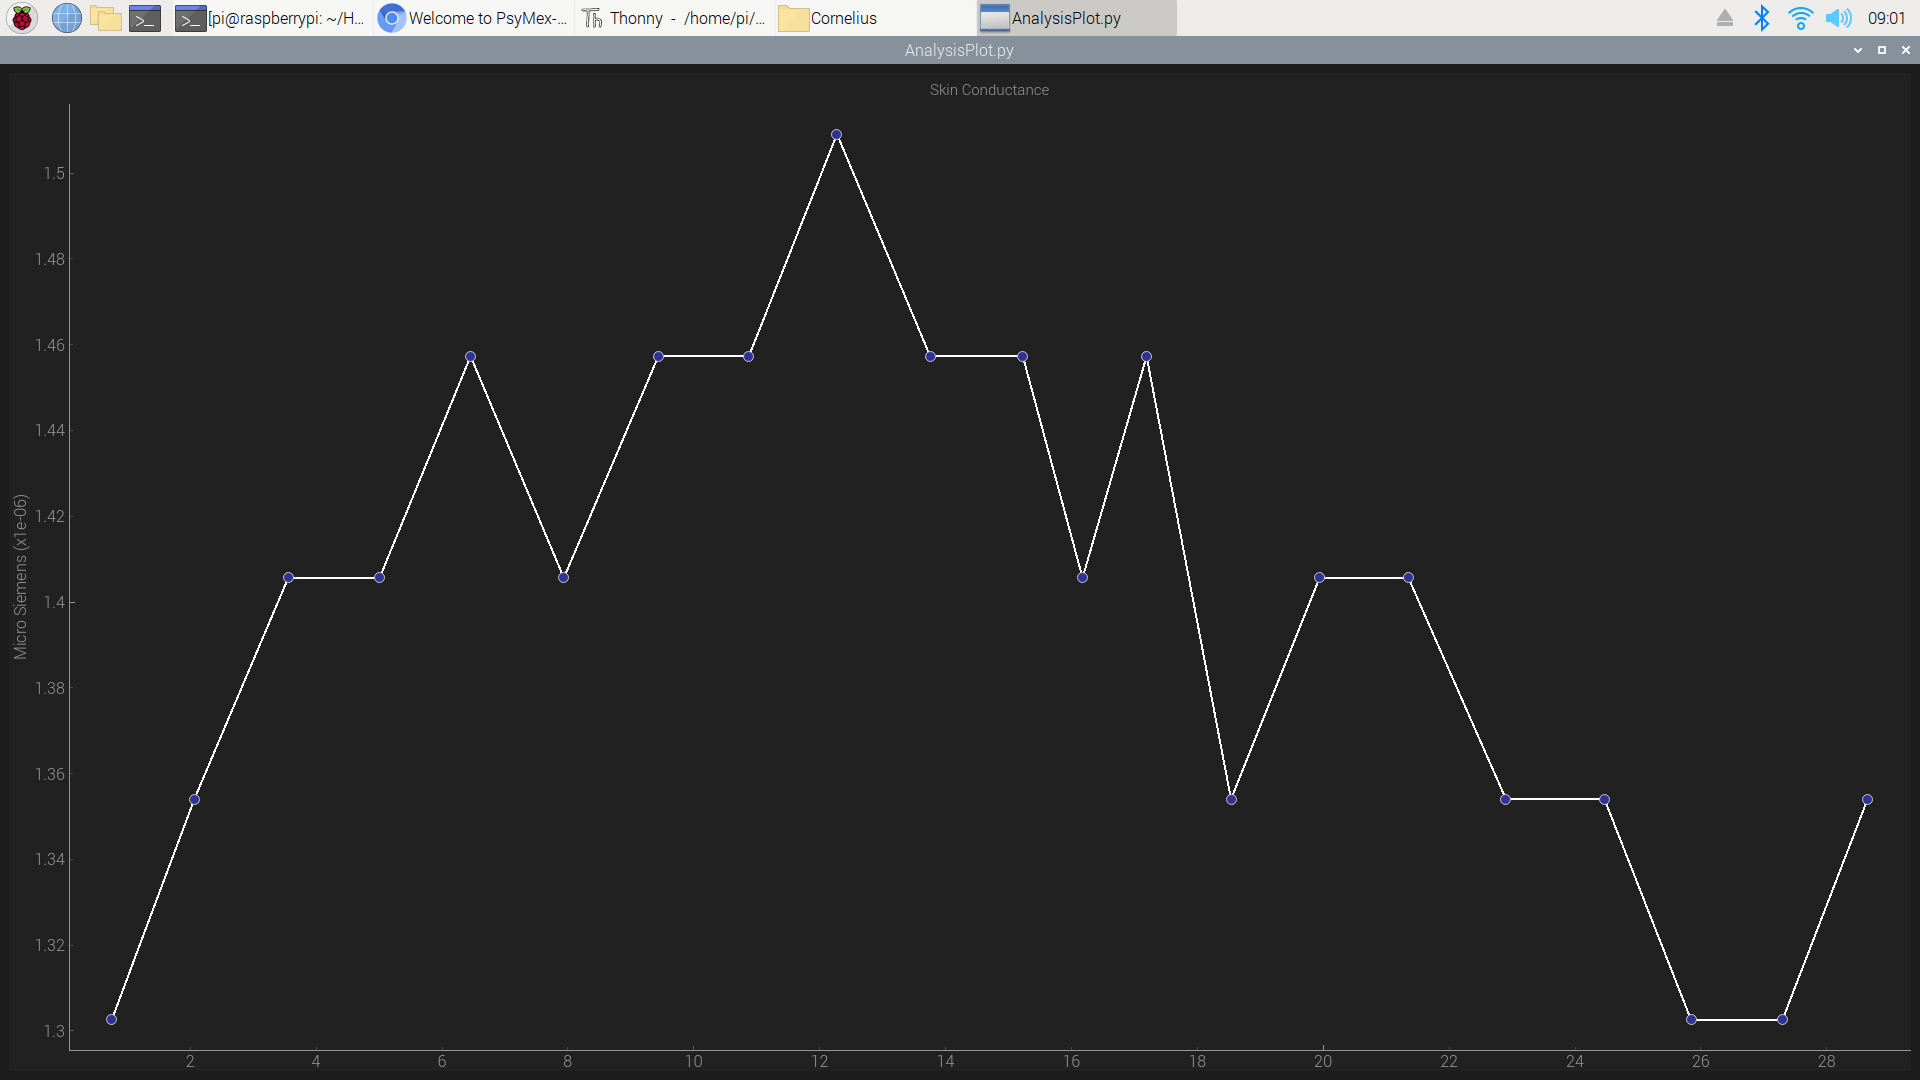 [pi@raspberrypi: ~/H... Welcome to PsyMex-... Thonny - /home/pi/... Cornelius AnalysisPlot.py 09:01
AnalysisPlot.py
Skin Conductance
1.5
1.48
1.46
1.44
1.42
1.4
1.38
1.36
1.34
1.32
1.3
Micro Siemens (x1e-06)
2 4 6 8 10 12 14 16 18 20 22 24 26 28